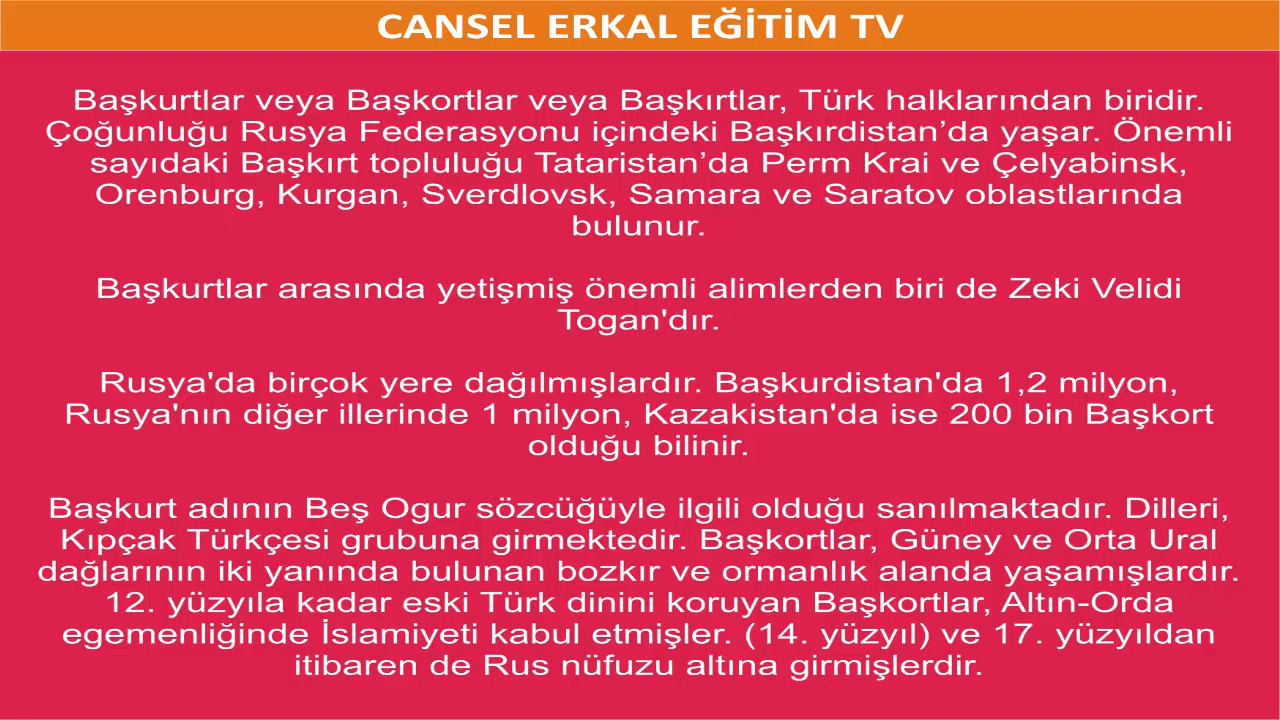 CANSEL ERKAL EĞİTİM TV
Başkurtlar veya Başkortlar veya Başkırtlar, Türk halklarından biridir.
Çoğunluğu Rusya Federasyonu içindeki Başkırdistan’da yaşar. Önemli
sayıdaki Başkırt topluluğu Tataristan’da Perm Krai ve Çelyabinsk,
Orenburg, Kurgan, Sverdlovsk, Samara ve Saratov oblastlarında
bulunur.
Başkurtlar arasında yetişmiş önemli alimlerden biri de Zeki Velidi
Togan'dır.
Rusya'da birçok yere dağılmışlardır. Başkurdistan'da 1,2 milyon,
Rusya'nın diğer illerinde 1 milyon, Kazakistan'da ise 200 bin Başkort
olduğu bilinir.
Başkurt adının Beş Ogur sözcüğüyle ilgili olduğu sanılmaktadır. Dilleri,
Kıpçak Türkçesi grubuna girmektedir. Başkortlar, Güney ve Orta Ural
dağlarının iki yanında bulunan bozkır ve ormanlık alanda yaşamışlardır.
12. yüzyıla kadar eski Türk dinini koruyan Başkortlar, Altın-Orda
egemenliğinde İslamiyeti kabul etmişler. (14. yüzyıl) ve 17. yüzyıldan
itibaren de Rus nüfuzu altına girmişlerdir.